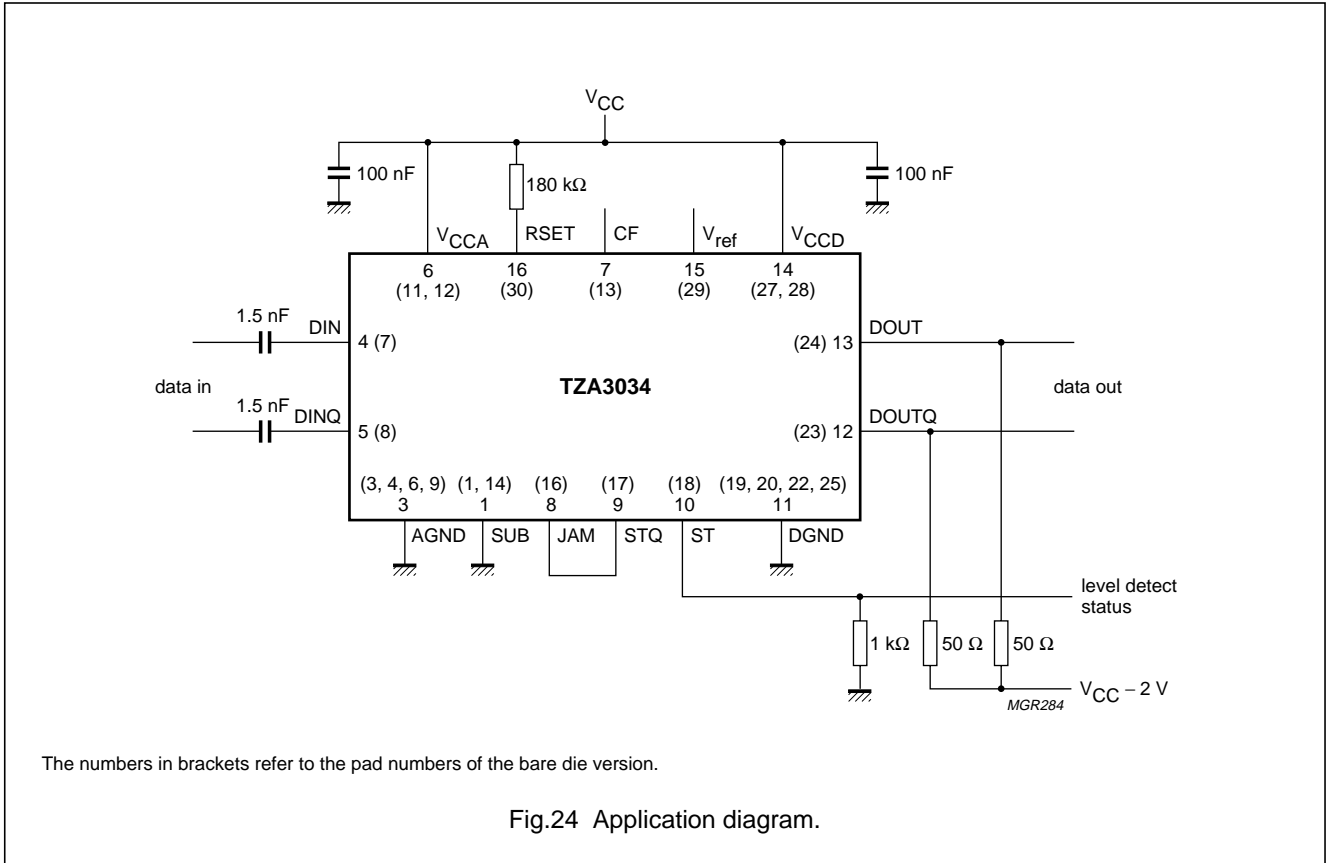 VCC
100 nF
180 kΩ
100 nF
VCCA
RSET
CF
Vref
VCCD
6
16
7
15
14
(11, 12)
(30)
(13)
(29)
(27, 28)
1.5 nF
DIN
4 (7)
(24) 13
DOUT
data in
TZA3034
data out
1.5 nF
DINQ
5 (8)
(23) 12
DOUTQ
(3, 4, 6, 9)
(1, 14)
(16)
(17)
(18)
(19, 20, 22, 25)
3
1
8
9
10
11
AGND
SUB
JAM
STQ
ST
DGND
level detect
status
1 kΩ
50 Ω
50 Ω
VCC − 2 V
MGR284
The numbers in brackets refer to the pad numbers of the bare die version.
Fig.24 Application diagram.